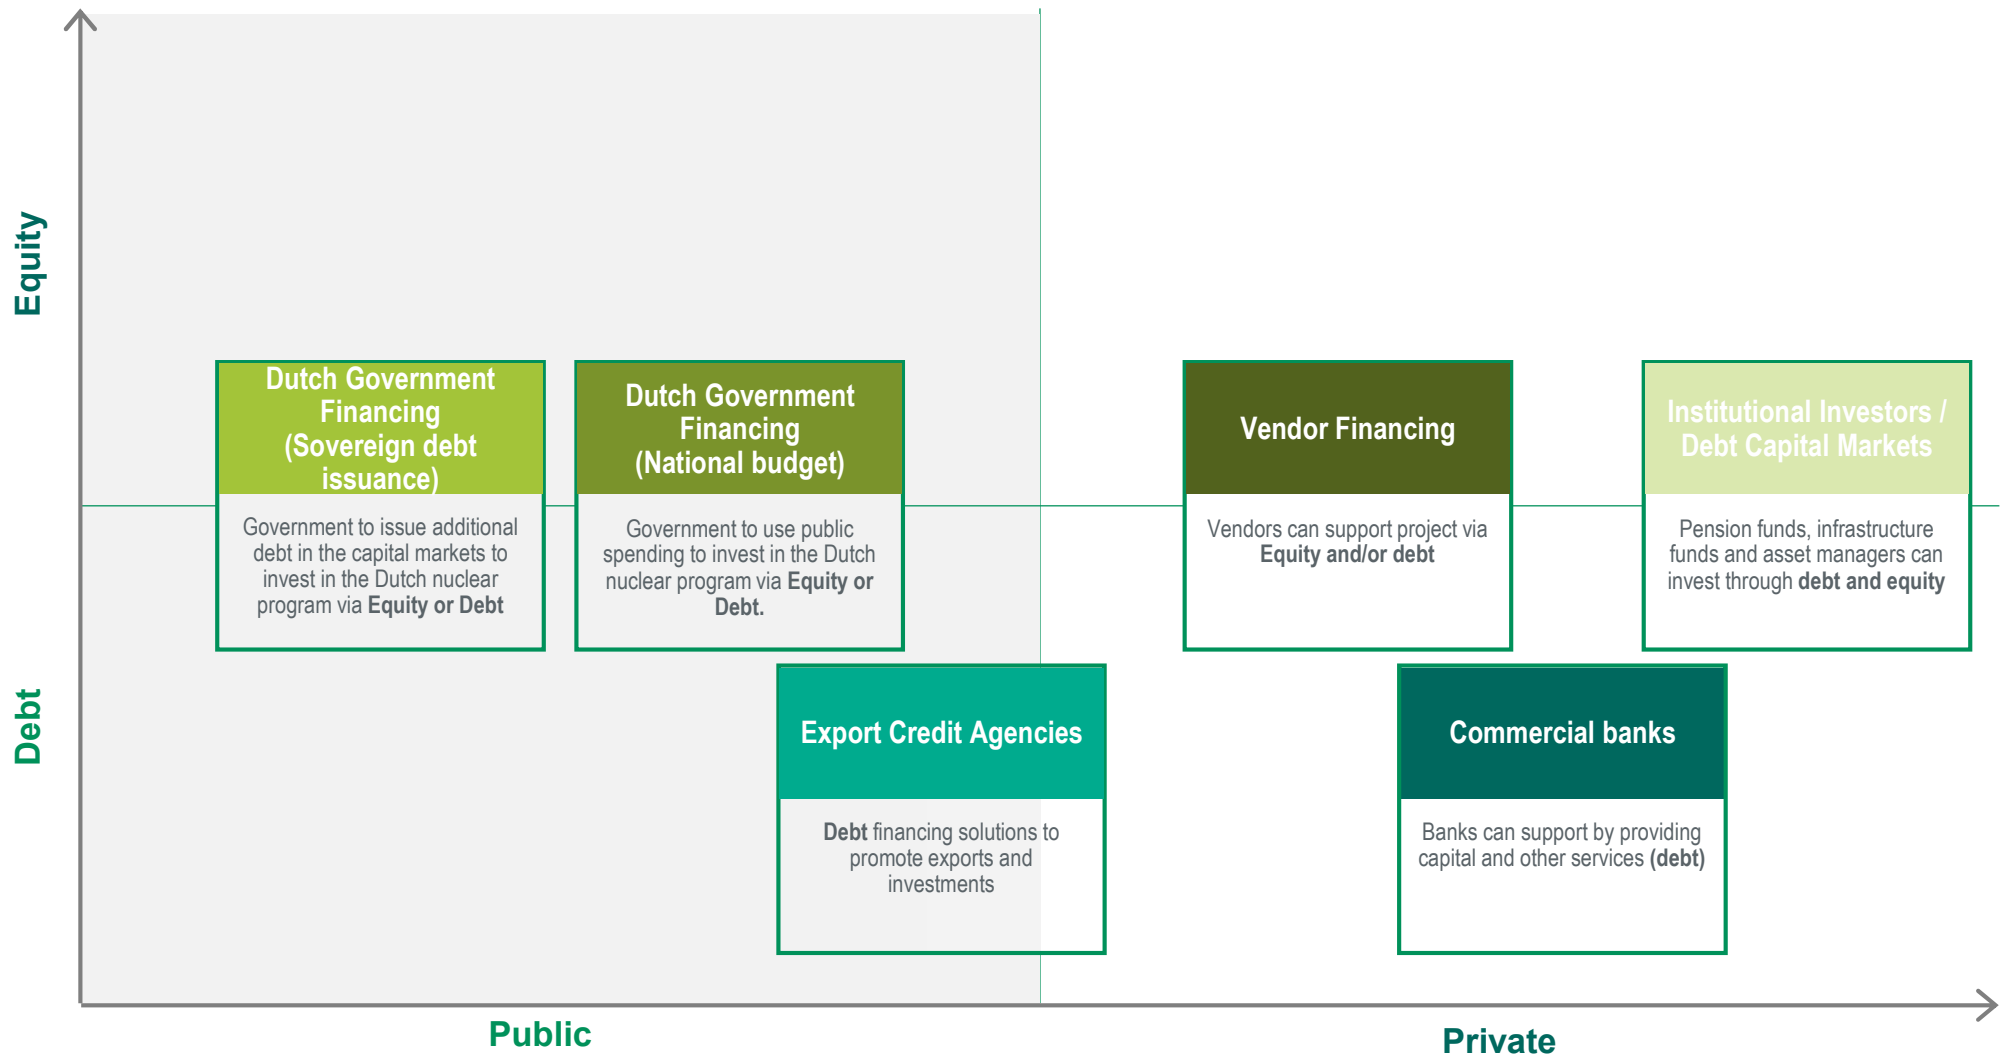 Equity
Dutch Government
Financing
(Sovereign debt
issuance)
Government to issue additional
debt in the capital markets to
invest in the Dutch nuclear
program via Equity or Debt
Dutch Government
Financing
(National budget)
Government to use public
spending to invest in the Dutch
nuclear program via Equity or
Debt.
Vendor Financing
Vendors can support project via
Equity and/or debt
Institutional Investors /
Debt Capital Markets
Pension funds, infrastructure
funds and asset managers can
invest through debt and equity
Debt
Export Credit Agencies
Debt financing solutions to
promote exports and
investments
Commercial banks
Banks can support by providing
capital and other services (debt)
Public
Private